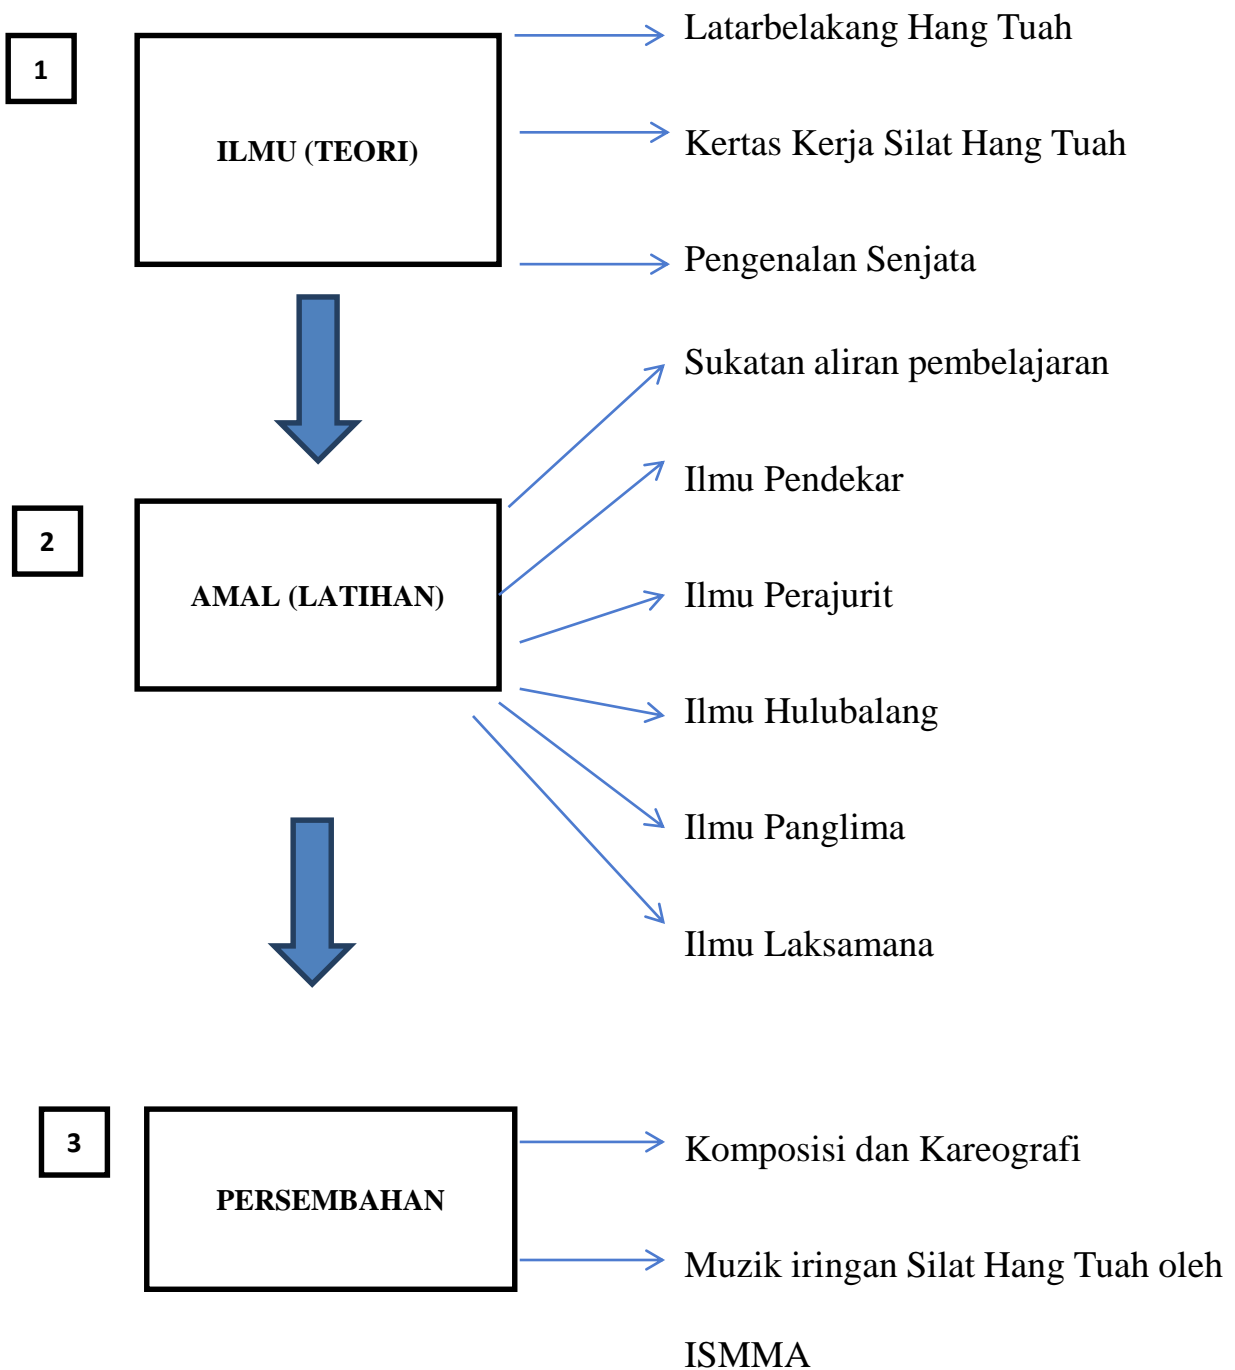 1
ILMU (TEORI)
Latarbelakang Hang Tuah
Kertas Kerja Silat Hang Tuah
Pengenalan Senjata
2
AMAL (LATIHAN)
Sukatan aliran pembelajaran
Ilmu Pendekar
Ilmu Perajurit
Ilmu Hulubalang
Ilmu Panglima
Ilmu Laksamana
3
PERSEMBAHAN
Komposisi dan Kareografi
Muzik iringan Silat Hang Tuah oleh
ISMMA